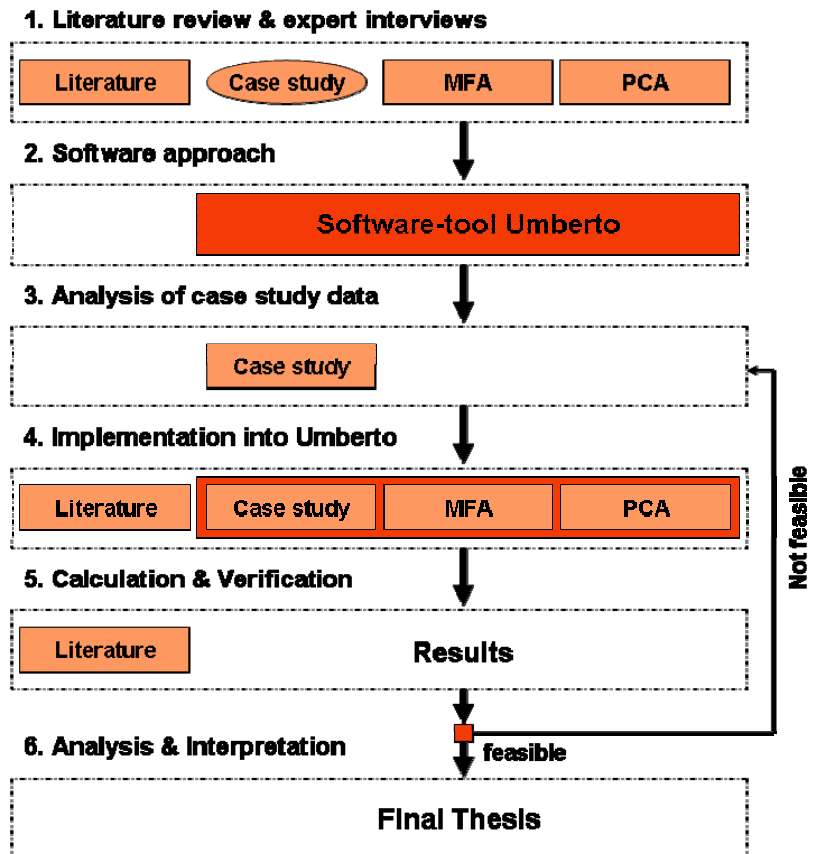 1. Literature review & expert interviews
Literature
Case study
MFA
PCA
2. Software approach
Software-tool Umberto
3. Analysis of case study data
Case study
4. Implementation into Umberto
Literature
Case study
MFA
PCA
Not feasible
5. Calculation & Verification
Literature
Results
6. Analysis & Interpretation
feasible
Final Thesis